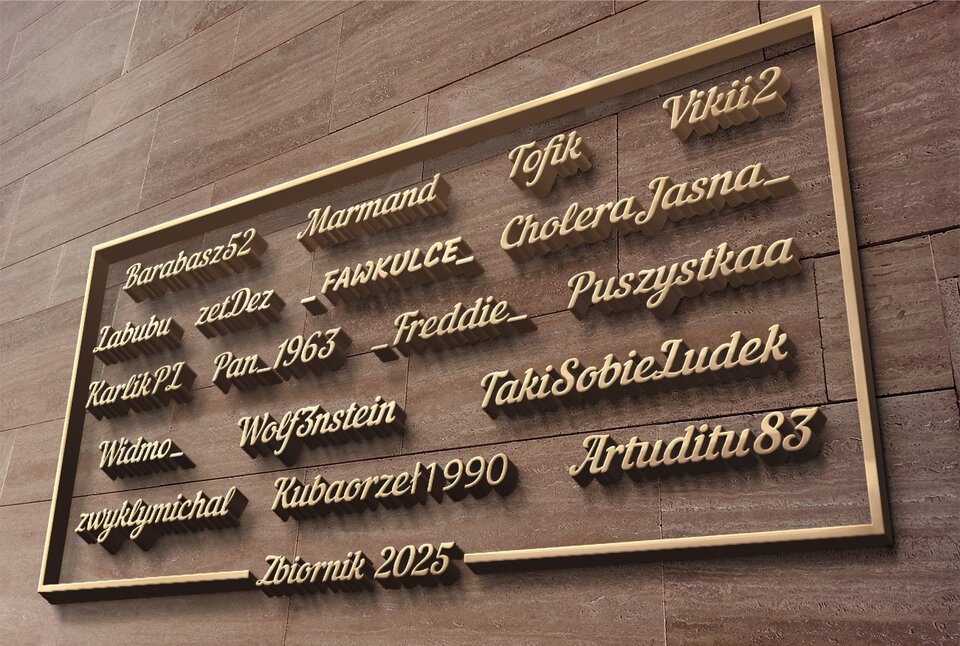 Barabasz52 Marmand Tofik Vikii2
Labubu zetDez _FAWKULCE_ CholeraJasna_
KarlikPL Pan_1963 _Freddie_ Puszystkaa
Widmo_ Wolf3nstein TakiSobieLudek
zwyklymichal Kubaorzeł1990 Artuditu83
Zbiornik 2025